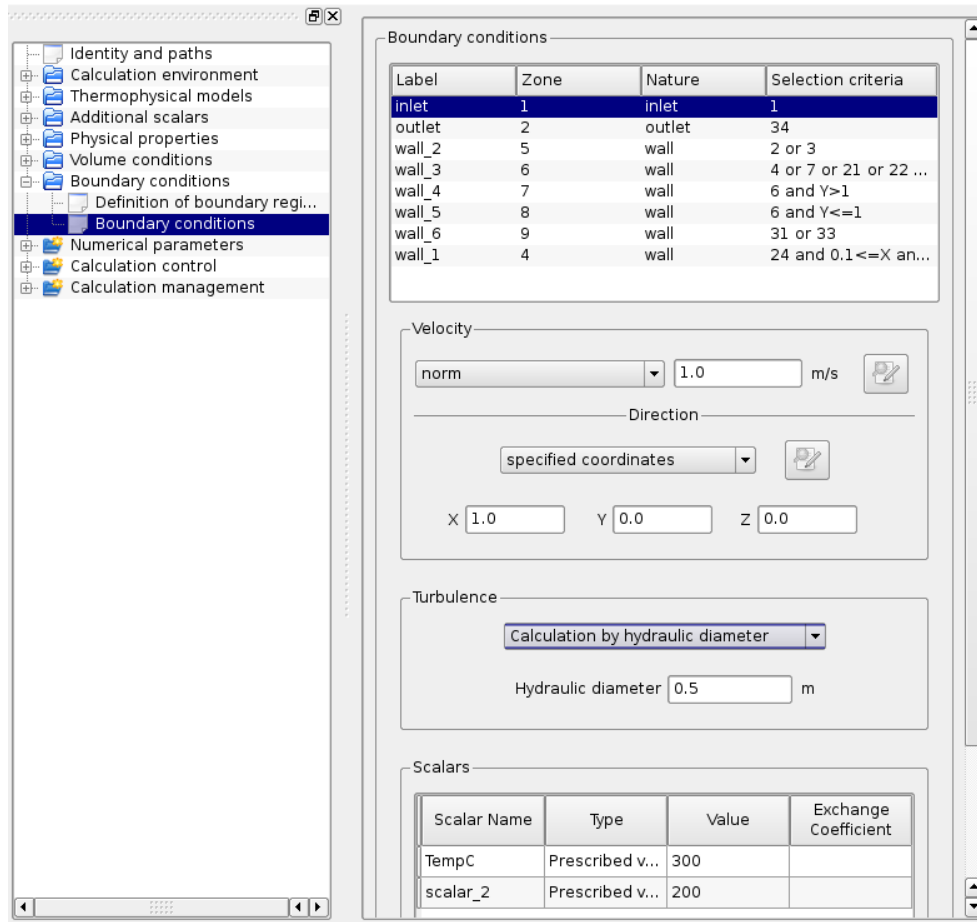 Identity and paths
Calculation environment
Thermophysical models
Additional scalars
Physical properties
Volume conditions
Boundary conditions
Definition of boundary regi...
Boundary conditions
Numerical parameters
Calculation control
Calculation management
Boundary conditions
Label Zone Nature Selection criteria
inlet 1 inlet 1
outlet 2 outlet 34
wall_2 5 wall 2 or 3
wall_3 6 wall 4 or 7 or 21 or 22 ...
wall_4 7 wall 6 and Y>1
wall_5 8 wall 6 and Y<=1
wall_6 9 wall 31 or 33
wall_1 4 wall 24 and 0.1<=X an...
Velocity
norm 1.0 m/s
Direction
specified coordinates
X 1.0 Y 0.0 Z 0.0
Turbulence
Calculation by hydraulic diameter
Hydraulic diameter 0.5 m
Scalars
Scalar Name Type Value Exchange Coefficient
TempC Prescribed v... 300
scalar_2 Prescribed v... 200